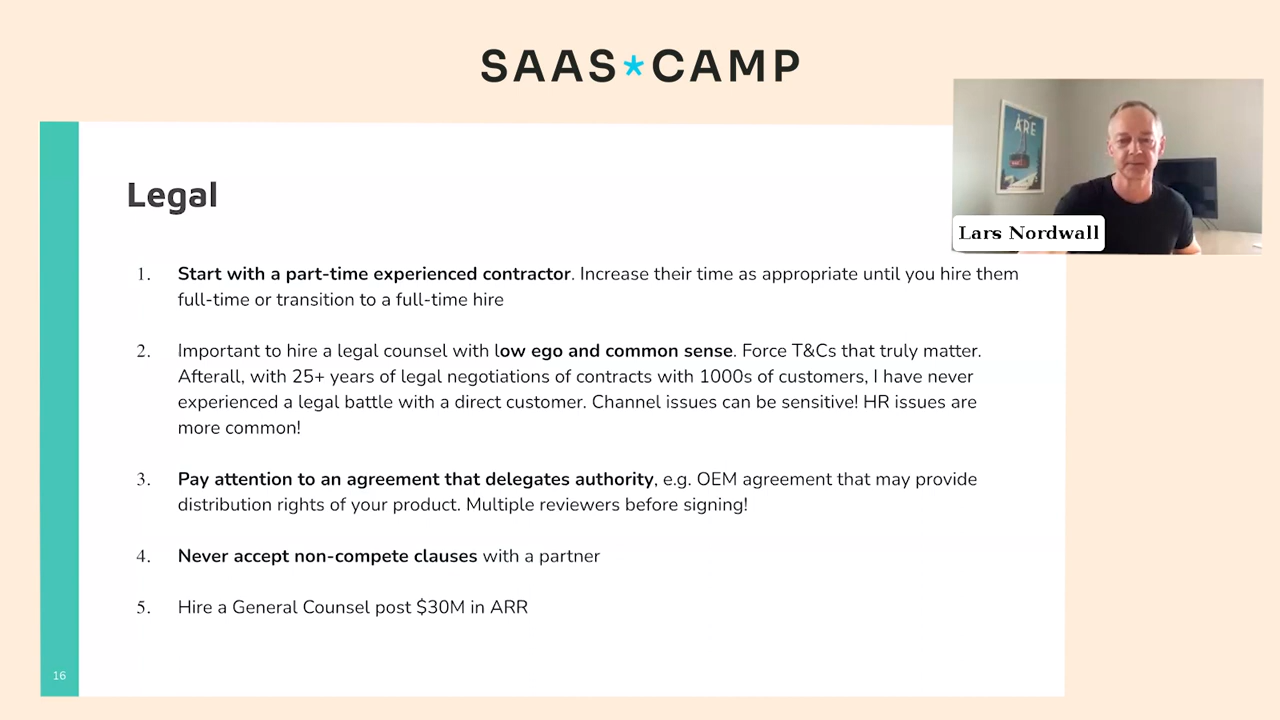 SAAS*CAMP
ÅRE
Lars Nordwall
Legal
1. Start with a part-time experienced contractor. Increase their time as appropriate until you hire them
full-time or transition to a full-time hire
2. Important to hire a legal counsel with low ego and common sense. Force T&Cs that truly matter.
Afterall, with 25+ years of legal negotiations of contracts with 1000s of customers, I have never
experienced a legal battle with a direct customer. Channel issues can be sensitive! HR issues are
more common!
3. Pay attention to an agreement that delegates authority, e.g. OEM agreement that may provide
distribution rights of your product. Multiple reviewers before signing!
4. Never accept non-compete clauses with a partner
5. Hire a General Counsel post $30M in ARR
16